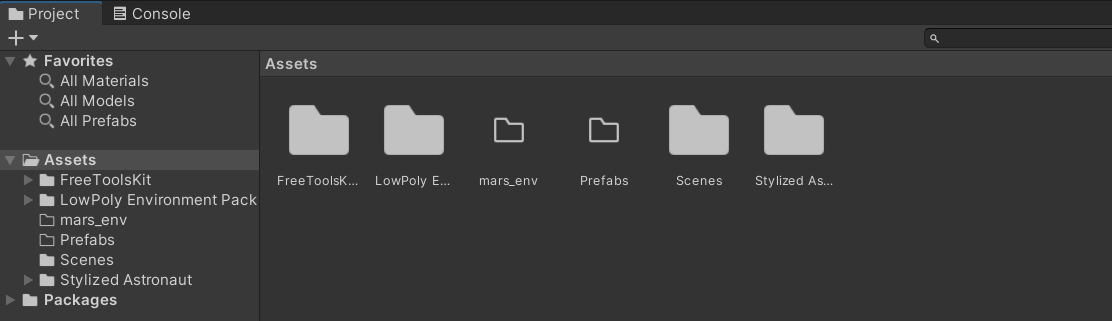 Project
Console
Favorites
All Materials
All Models
All Prefabs
Assets
FreeToolsKit
LowPoly Environment Pack
mars_env
Prefabs
Scenes
Stylized Astronaut
Packages
Assets
FreeToolsK...
LowPoly E...
mars_env
Prefabs
Scenes
Stylized As...